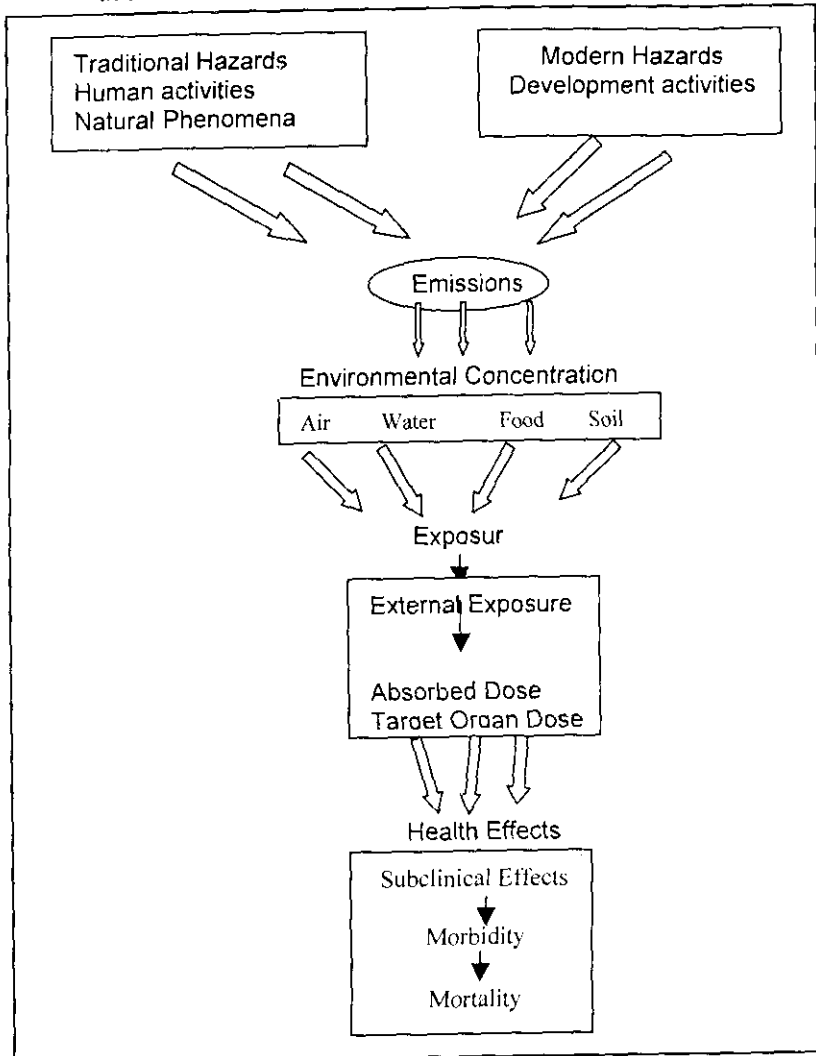 Traditional Hazards
Human activities
Natural Phenomena
Modern Hazards
Development activities
Emissions
Environmental Concentration
Air Water Food Soil
Exposur
External Exposure
Absorbed Dose
Target Organ Dose
Health Effects
Subclinical Effects
Morbidity
Mortality